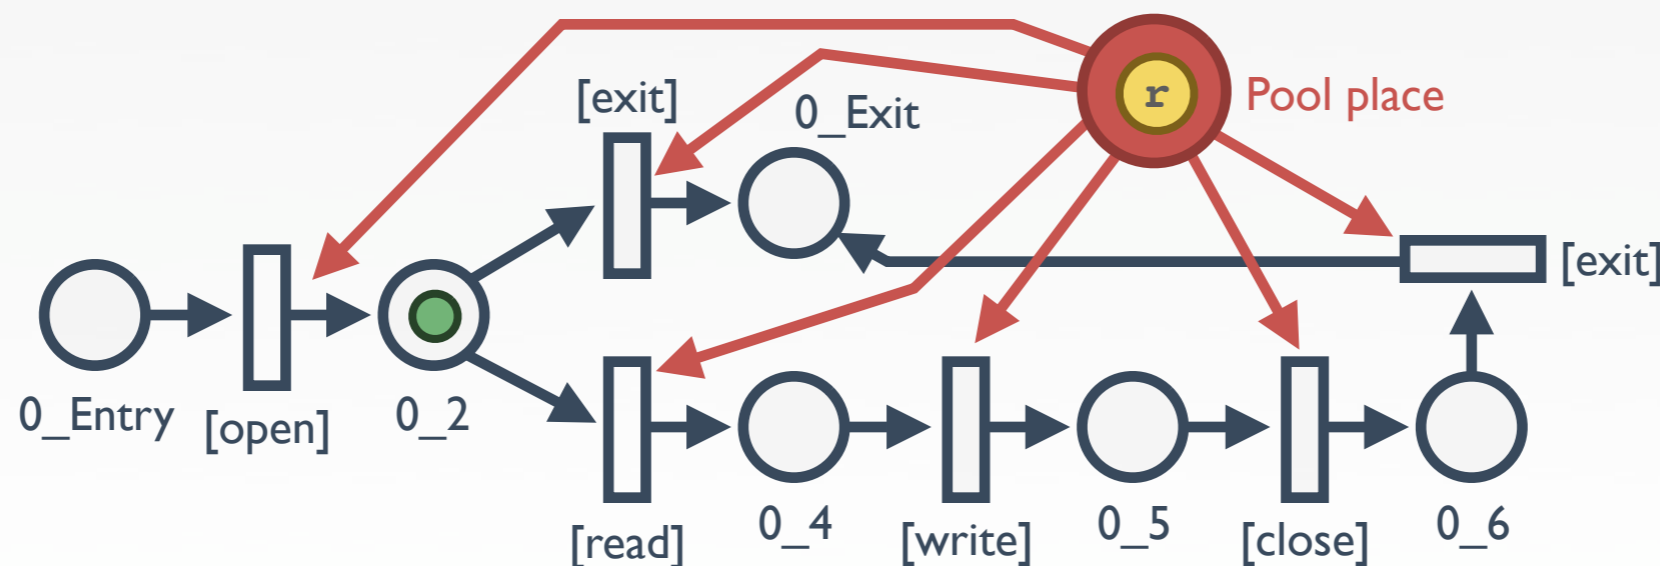 [exit]
0_Exit
r
Pool place
[exit]
0_Entry
[open]
0_2
[read]
0_4
[write]
0_5
[close]
0_6